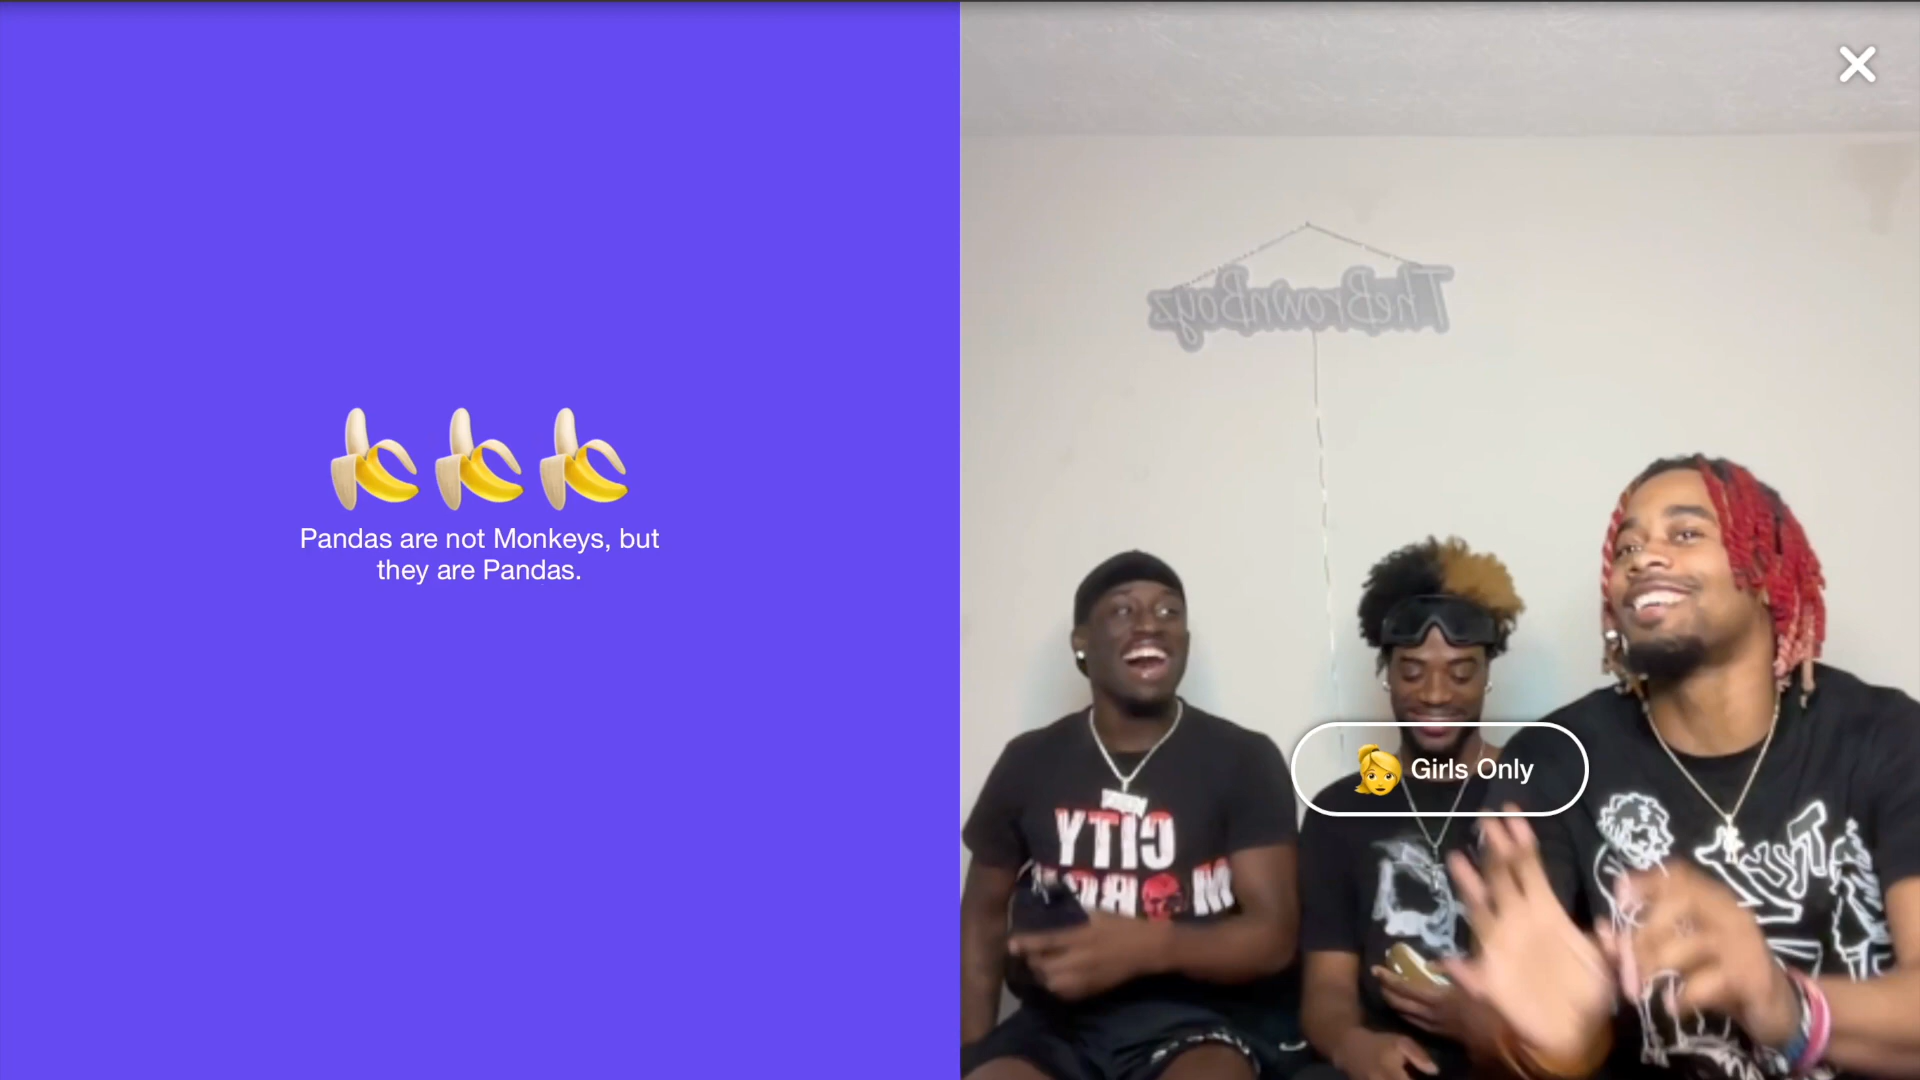 Pandas are not Monkeys, but
they are Pandas.
TheBrownBoyz
Girls Only
CITY